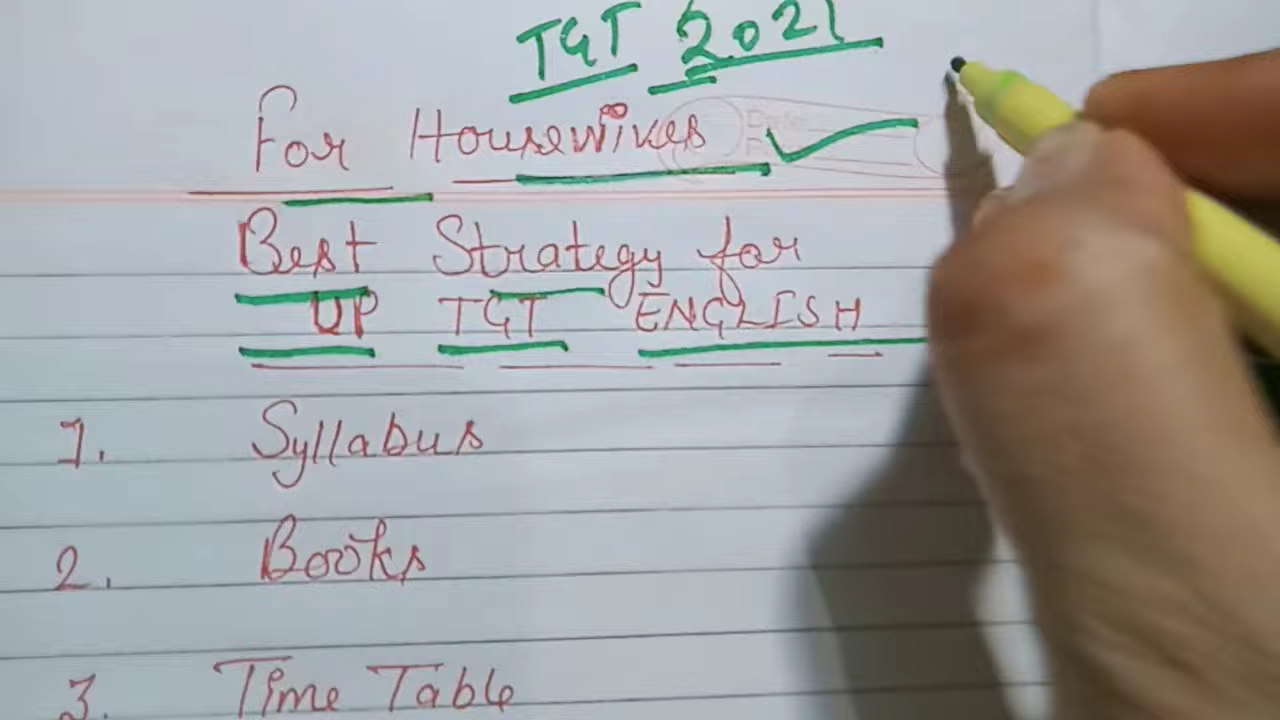 TGT 2021
For Housewives
Best Strategy for
UP TGT ENGLISH
1. Syllabus
2. Books
3. Time Table